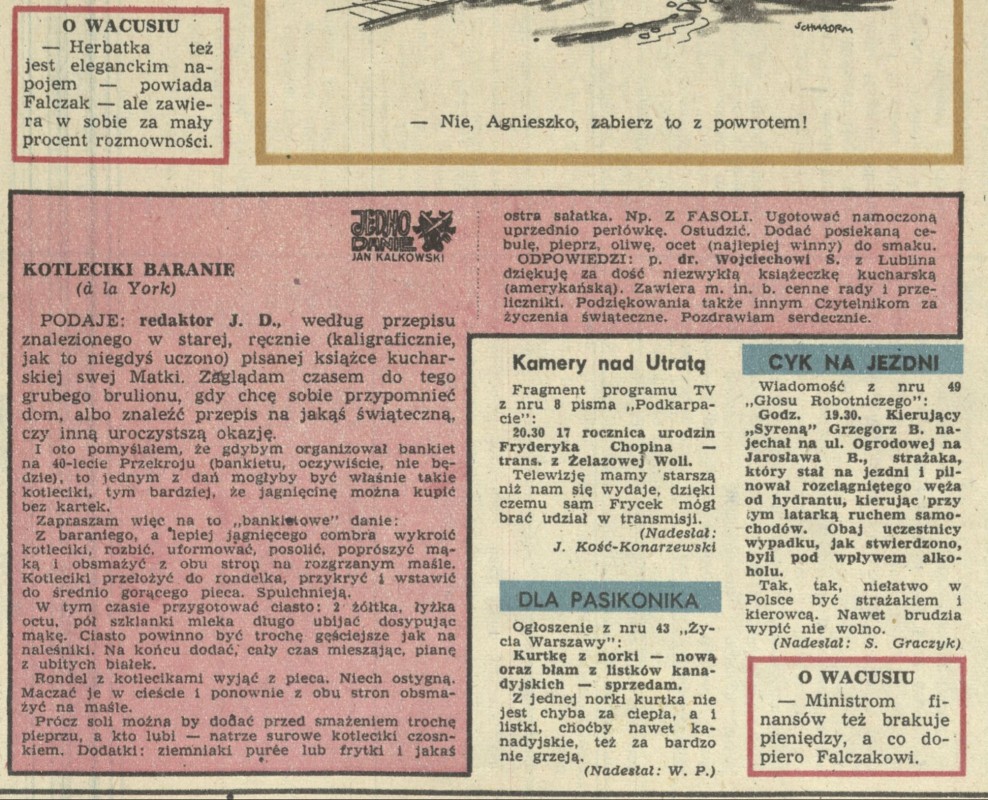 O WACUSIU
— Herbatka też
jest eleganckim na-
pojem — powiada
Falczak — ale zawie-
ra w sobie za mały
procent rozmowności.
— Nie, Agnieszko, zabierz to z powrotem!
JEDNO
DANIE
JAN KALKOWSKI
KOTLECIKI BARANIE
(à la York)
PODAJE: redaktor J. D., według przepisu
znalezionego w starej, ręcznie (kaligraficznie,
jak to niegdyś uczono) pisanej książce kuchar-
skiej swej Matki. Zaglądam czasem do tego
grubego brulionu, gdy chcę sobie przypomnieć
dom, albo znaleźć przepis na jakąś świąteczną,
czy inną uroczystszą okazję.
I oto pomyślałem, że gdybym organizował bankiet
na 40-lecie Przekroju (bankietu, oczywiście, nie bę-
dzie), to jednym z dań mogłyby być właśnie takie
kotleciki, tym bardziej, że jagnięcinę można kupić
bez kartek.
Zapraszam więc na to „bankietowe" danie:
Z baraniego, a lepiej jagnięcego combra wykroić
kotleciki, rozbić, uformować, posolić, poprószyć mą-
ką i obsmażyć z obu stron na rozgrzanym maśle.
Kotleciki przełożyć do rondelka, przykryć i wstawić
do średnio gorącego pieca. Spulchnieją.
W tym czasie przygotować ciasto: 2 żółtka, łyżka
octu, pół szklanki mleka długo ubijać dosypując
mąkę. Ciasto powinno być trochę gęściejsze jak na
naleśniki. Na końcu dodać, cały czas mieszając, pianę
z ubitych białek.
Rondel z kotlecikami wyjąć z pieca. Niech ostygną.
Maczać je w cieście i ponownie z obu stron obsma-
żyć na maśle.
Prócz soli można by dodać przed smażeniem trochę
pieprzu, a kto lubi — natrze surowe kotleciki czosn-
kiem. Dodatki: ziemniaki purée lub frytki i jakaś
ostra sałatka. Np. Z FASOLI. Ugotować namoczoną
uprzednio perłówkę. Ostudzić. Dodać posiekaną ce-
bulę, pieprz, oliwę, ocet (najlepiej winny) do smaku.
ODPOWIEDZI: p. dr. Wojciechowi S. z Lublina
dziękuję za dość niezwykłą książeczkę kucharską
(amerykańską). Zawiera m. in. b. cenne rady i prze-
liczniki. Podziękowania także innym Czytelnikom za
życzenia świąteczne. Pozdrawiam serdecznie.
Kamery nad Utratą
Fragment programu TV
z nru 8 pisma „Podkarpa-
cie":
20.30 17 rocznica urodzin
Fryderyka Chopina —
trans. z Żelazowej Woli.
Telewizję mamy starszą
niż nam się wydaje, dzięki
czemu sam Frycek mógł
brać udział w transmisji.
(Nadesłał:
J. Kość-Konarzewski
DLA PASIKONIKA
Ogłoszenie z nru 43 „Ży-
cia Warszawy":
Kurtkę z norki — nową
oraz błam z listków kana-
dyjskich — sprzedam.
Z jednej norki kurtka nie
jest chyba za ciepła, a i
listki, choćby nawet ka-
nadyjskie, też za bardzo
nie grzeją.
(Nadesłał: W. P.)
CYK NA JEZDNI
Wiadomość z nru 49
„Głosu Robotniczego":
Godz. 19.30. Kierujący
„Syreną" Grzegorz B. na-
jechał na ul. Ogrodowej na
Jarosława B., strażaka,
który stał na jezdni i pil-
nował rozciągniętego węża
od hydrantu, kierując przy
tym latarką ruchem samo-
chodów. Obaj uczestnicy
wypadku, jak stwierdzono,
byli pod wpływem alko-
holu.
Tak, tak, niełatwo w
Polsce być strażakiem i
kierowcą. Nawet brudzia
wypić nie wolno.
(Nadesłał: S. Graczyk)
O WACUSIU
— Ministrom fi-
nansów też brakuje
pieniędzy, a co do-
piero Falczakowi.